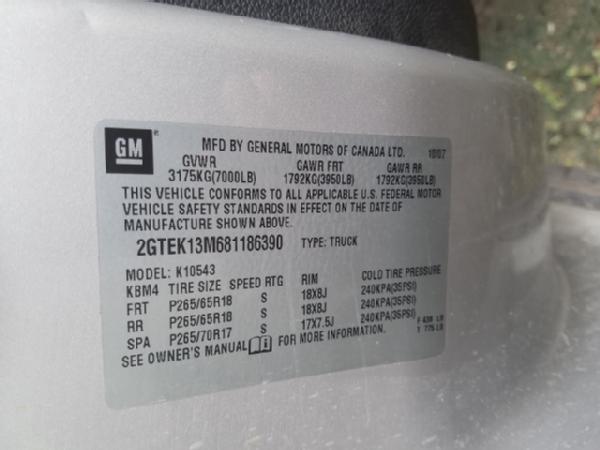 GM
MFD BY GENERAL MOTORS OF CANADA LTD. 10/07
GVWR GAWR FRT GAWR RR
3175KG(7000LB) 1792KG(3950LB) 1792KG(3950LB)
THIS VEHICLE CONFORMS TO ALL APPLICABLE U.S. FEDERAL MOTOR
VEHICLE SAFETY STANDARDS IN EFFECT ON THE DATE OF
MANUFACTURE SHOWN ABOVE.
2GTEK13M681186390 TYPE: TRUCK
MODEL: K10543
K8M4 TIRE SIZE SPEED RTG RIM COLD TIRE PRESSURE
FRT P265/65R18 S 18X8J 240KPA(35PSI)
RR P265/65R18 S 18X8J 240KPA(35PSI)
SPA P265/70R17 S 17X7.5J 240KPA(35PSI)
SEE OWNER'S MANUAL FOR MORE INFORMATION.
T 775 LB